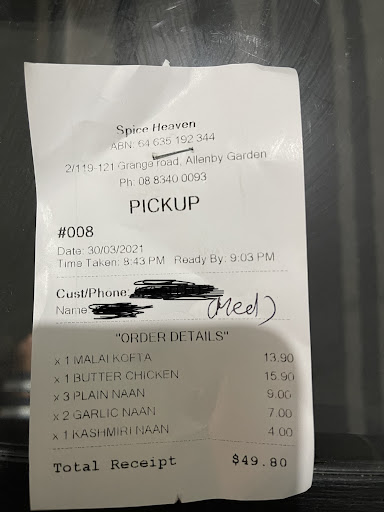 Spice Heaven
ABN: 64 635 192 344
2/119-121 Grange road, Allenby Garden
Ph: 08 8340 0093
PICKUP
#008
Date: 30/03/2021
Time Taken: 8:43 PM Ready By: 9:03 PM
Cust/Phone:
Name: (Med)
"ORDER DETAILS"
x 1 MALAI KOFTA 13.90
x 1 BUTTER CHICKEN 15.90
x 3 PLAIN NAAN 9.00
x 2 GARLIC NAAN 7.00
x 1 KASHMIRI NAAN 4.00
Total Receipt $49.80